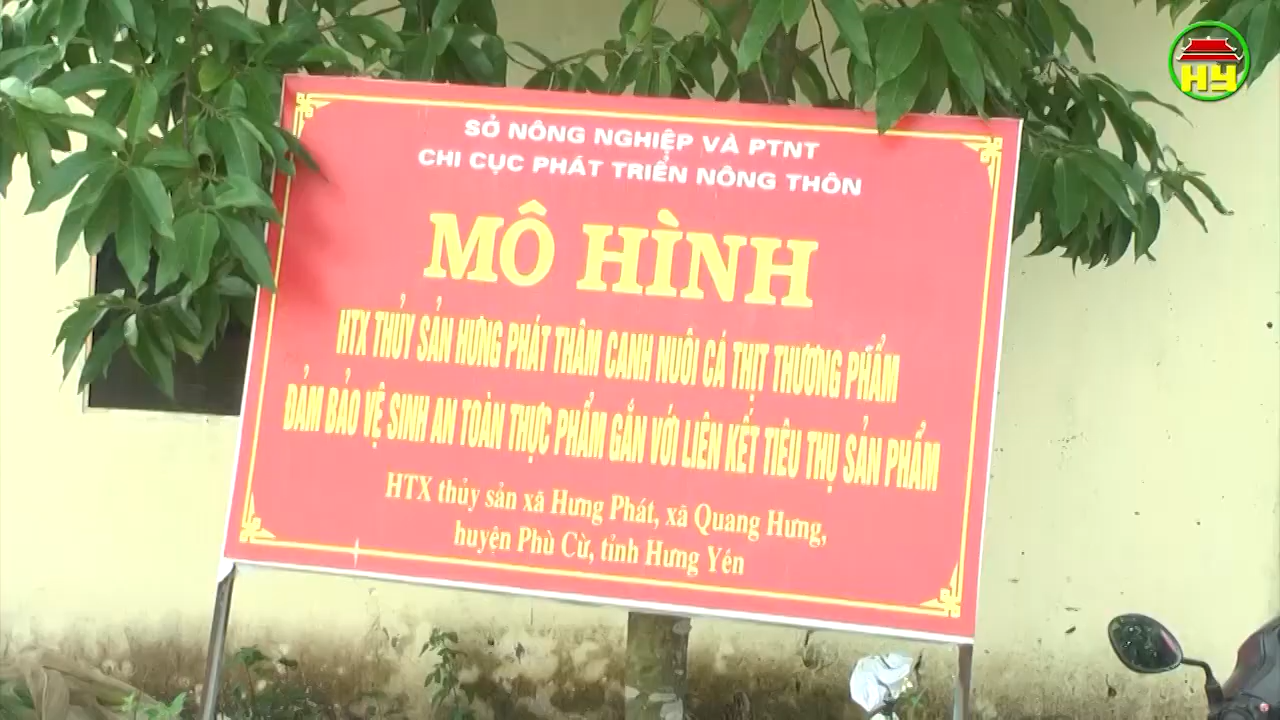 HY
SỞ NÔNG NGHIỆP VÀ PTNT
CHI CỤC PHÁT TRIỂN NÔNG THÔN
MÔ HÌNH
HTX THỦY SẢN HƯNG PHÁT THÂM CANH NUÔI CÁ THỊT THƯƠNG PHẨM
ĐẢM BẢO VỆ SINH AN TOÀN THỰC PHẨM GẮN VỚI LIÊN KẾT TIÊU THỤ SẢN PHẨM
HTX thủy sản xã Hưng Phát, xã Quang Hưng,
huyện Phù Cừ, tỉnh Hưng Yên